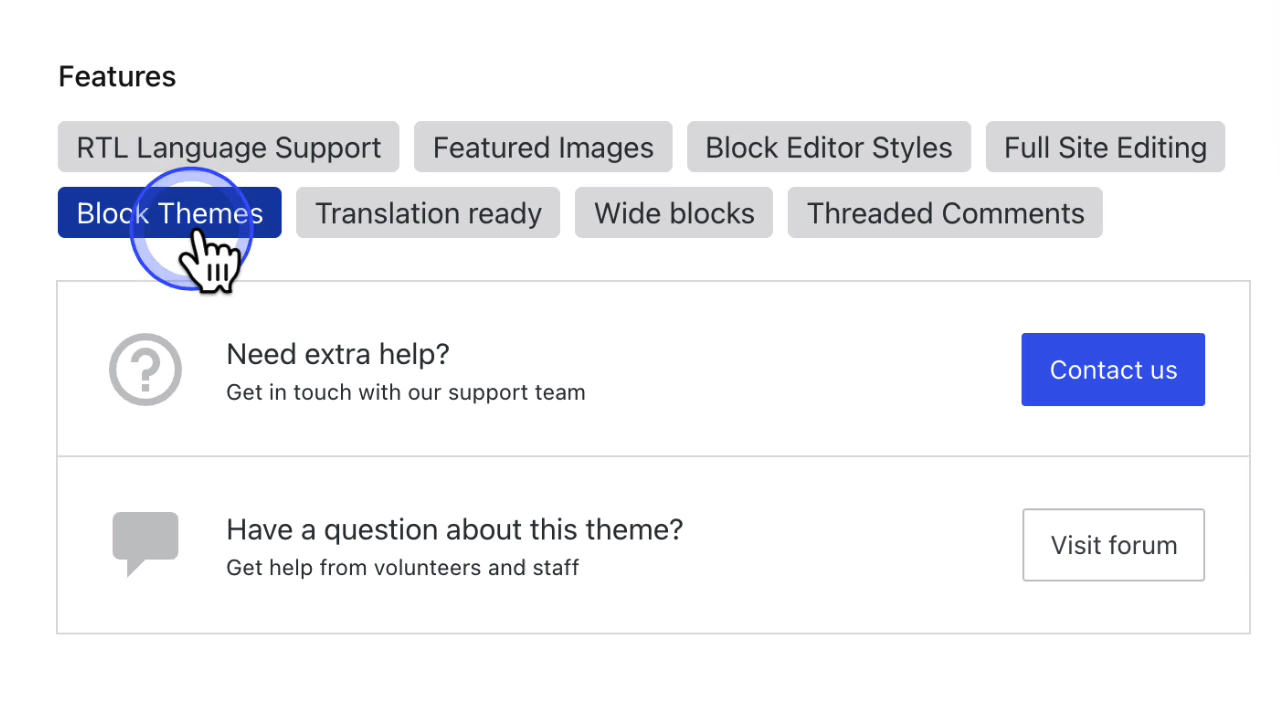 Features
RTL Language Support Featured Images Block Editor Styles Full Site Editing
Block Themes Translation ready Wide blocks Threaded Comments
Need extra help?
Get in touch with our support team
Contact us
Have a question about this theme?
Get help from volunteers and staff
Visit forum